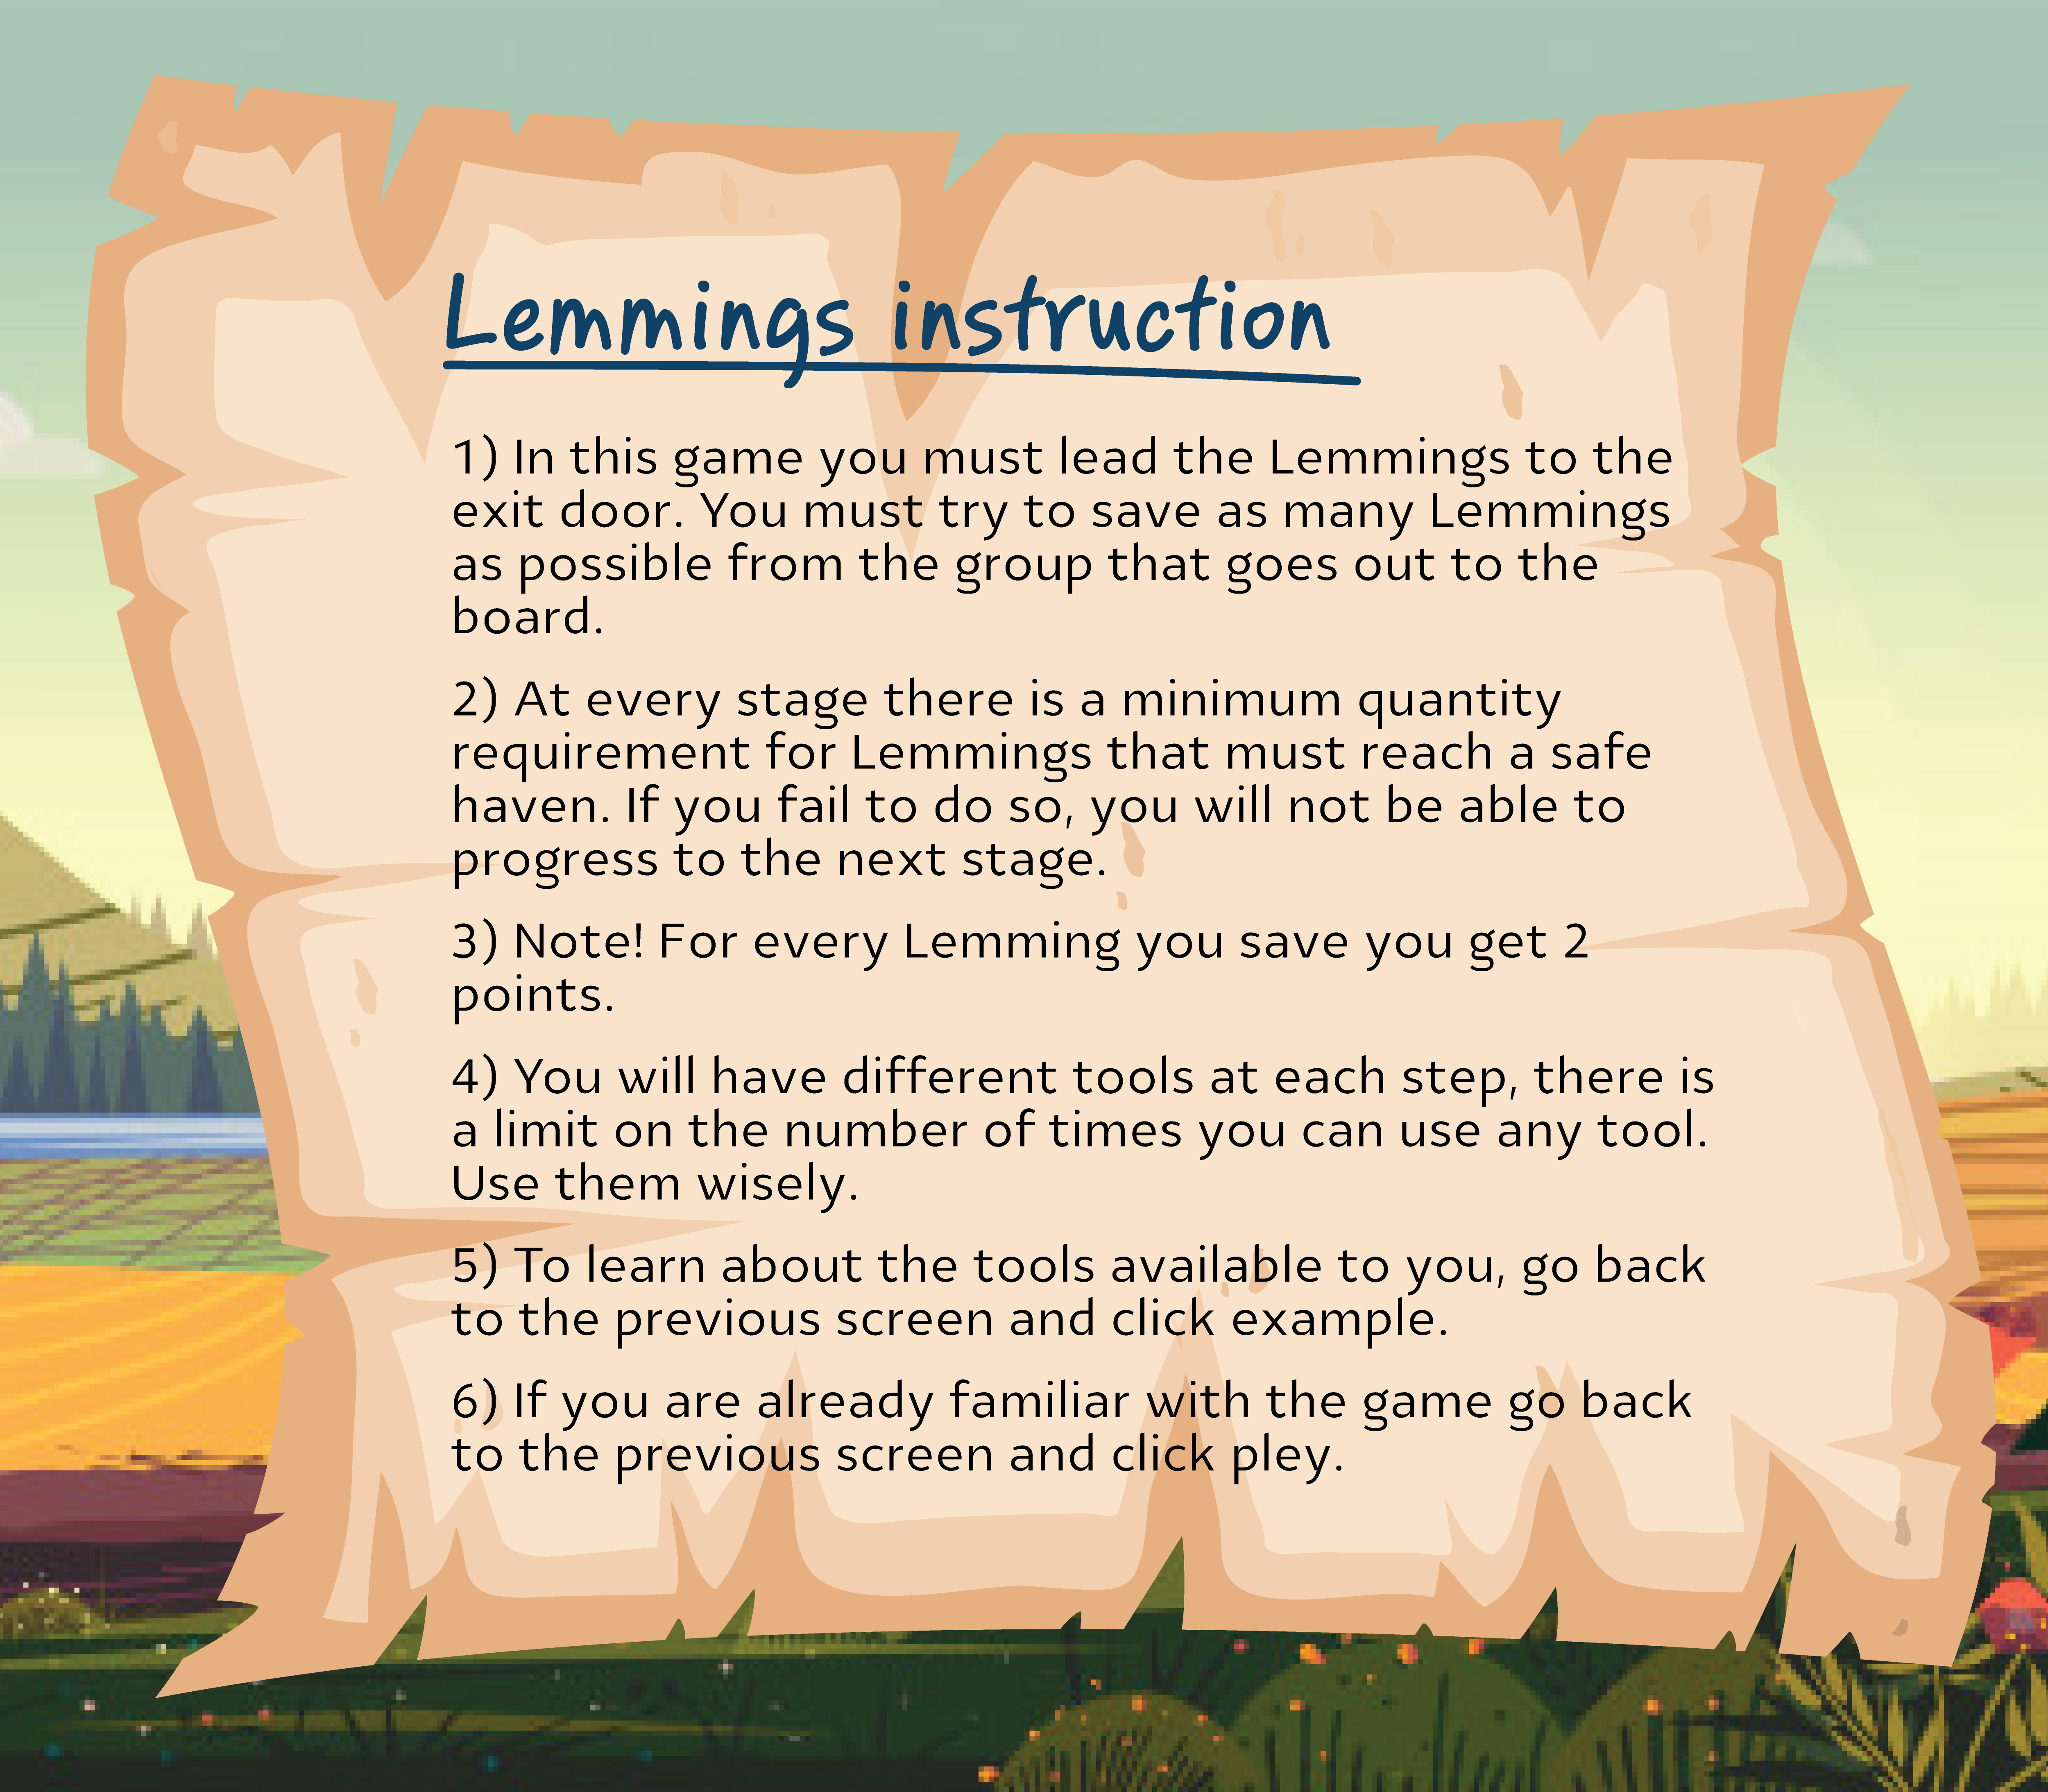 Lemmings instruction
1) In this game you must lead the Lemmings to the
exit door. You must try to save as many Lemmings
as possible from the group that goes out to the
board.
2) At every stage there is a minimum quantity
requirement for Lemmings that must reach a safe
haven. If you fail to do so, you will not be able to
progress to the next stage.
3) Note! For every Lemming you save you get 2
points.
4) You will have different tools at each step, there is
a limit on the number of times you can use any tool.
Use them wisely.
5) To learn about the tools available to you, go back
to the previous screen and click example.
6) If you are already familiar with the game go back
to the previous screen and click pley.